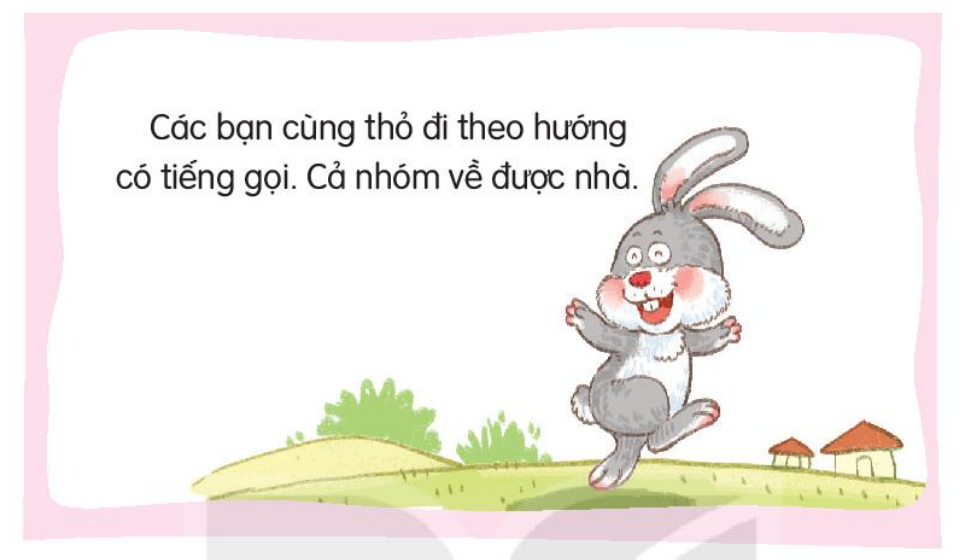 Các bạn cùng thỏ đi theo hướng
có tiếng gọi. Cả nhóm về được nhà.